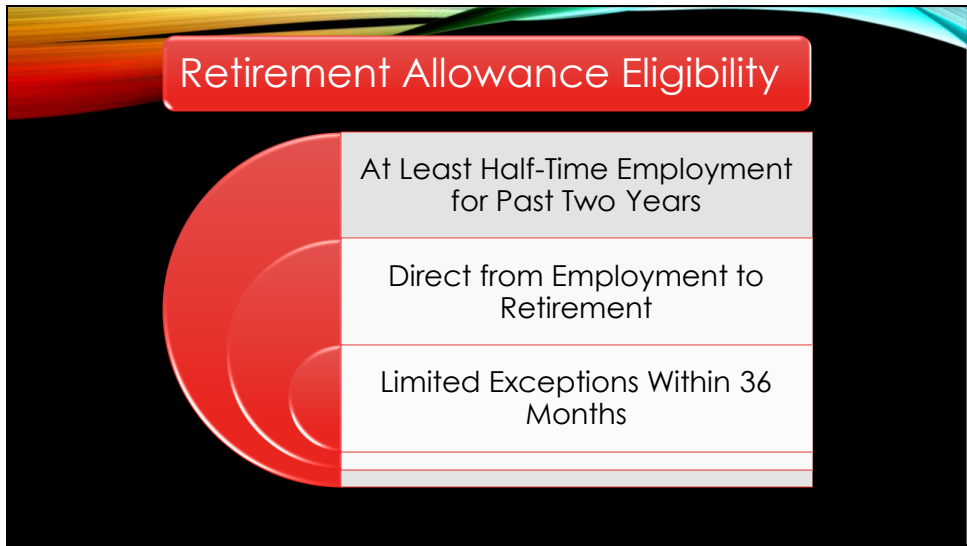 Retirement Allowance Eligibility
At Least Half-Time Employment
for Past Two Years
Direct from Employment to
Retirement
Limited Exceptions Within 36
Months